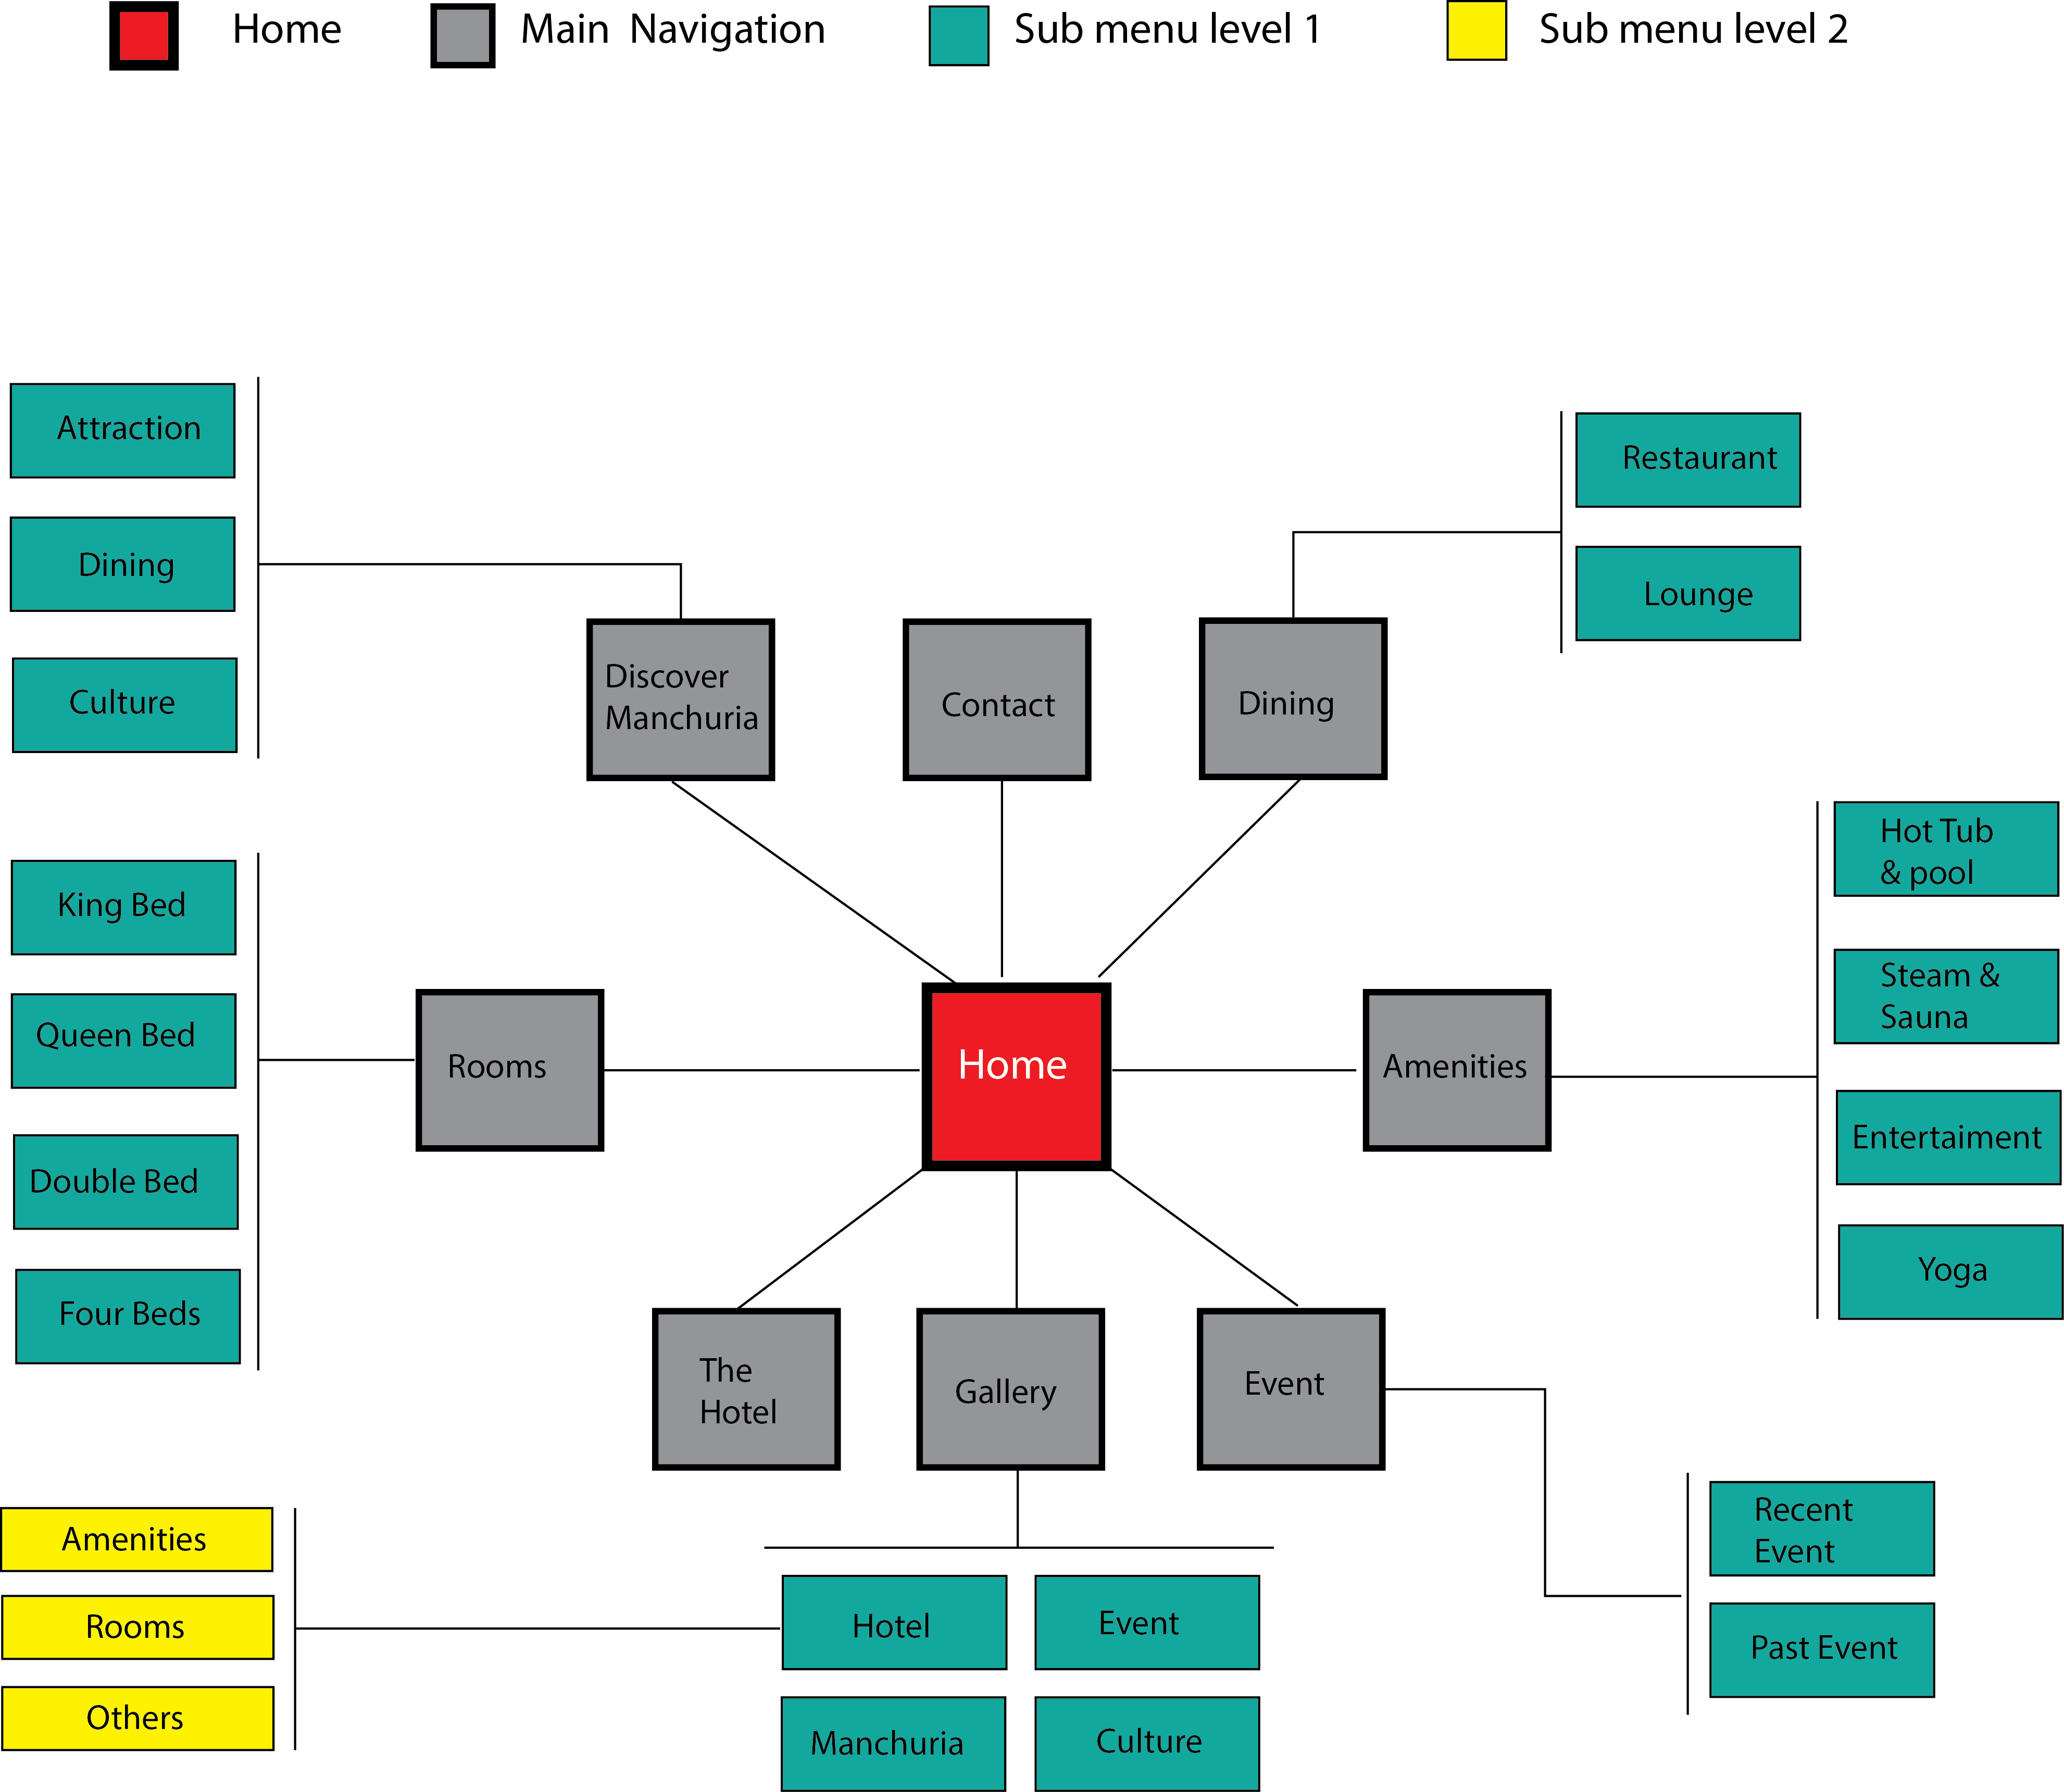 Home
Main Navigation
Sub menu level 1
Sub menu level 2
Attraction
Dining
Culture
Restaurant
Lounge
Discover
Manchuria
Contact
Dining
King Bed
Queen Bed
Double Bed
Four Beds
Rooms
Home
Amenities
Hot Tub
& pool
Steam &
Sauna
Entertaiment
Yoga
The
Hotel
Gallery
Event
Amenities
Rooms
Others
Hotel
Event
Manchuria
Culture
Recent
Event
Past Event